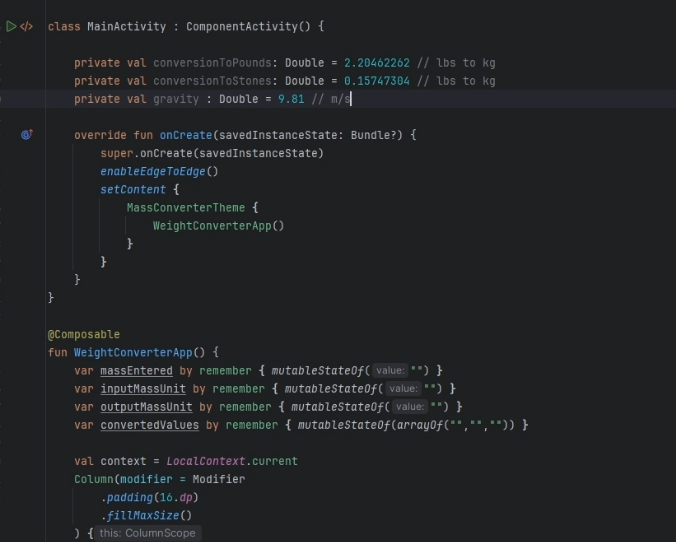 class MainActivity : ComponentActivity() {
private val conversionToPounds: Double = 2.20462262 // lbs to kg
private val conversionToStones: Double = 0.15747304 // lbs to kg
private val gravity : Double = 9.81 // m/s
override fun onCreate(savedInstanceState: Bundle?) {
super.onCreate(savedInstanceState)
enableEdgeToEdge()
setContent {
MassConverterTheme {
WeightConverterApp()
}
}
}
}
@Composable
fun WeightConverterApp() {
var massEntered by remember { mutableStateOf( value: "") }
var inputMassUnit by remember { mutableStateOf( value: "") }
var outputMassUnit by remember { mutableStateOf( value: "") }
var convertedValues by remember { mutableStateOf(arrayOf("","","")) }
val context = LocalContext.current
Column(modifier = Modifier
.padding(16.dp)
.fillMaxSize()
) { this: ColumnScope